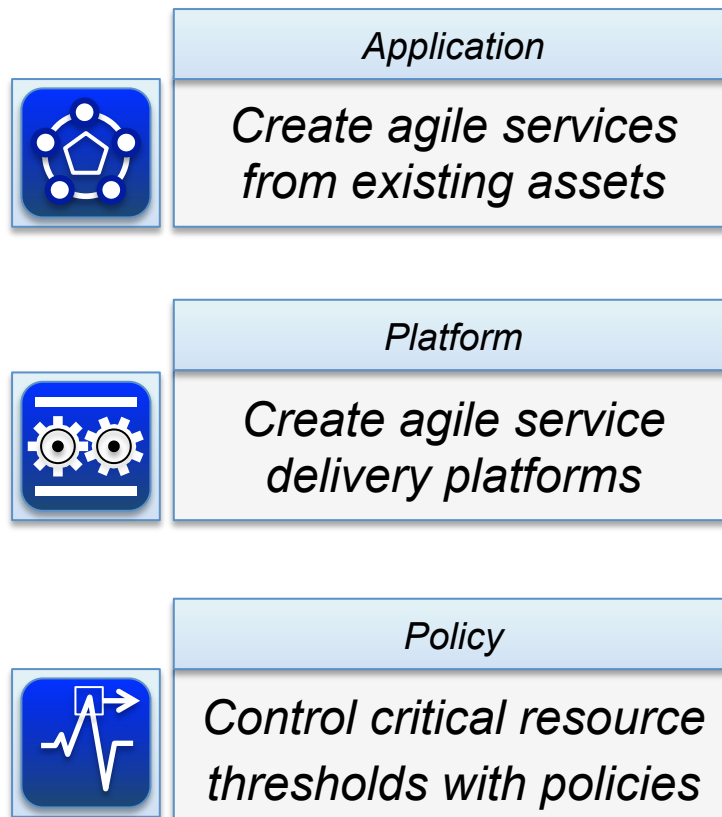 Application
Create agile services
from existing assets
Platform
Create agile service
delivery platforms
Policy
Control critical resource
thresholds with policies